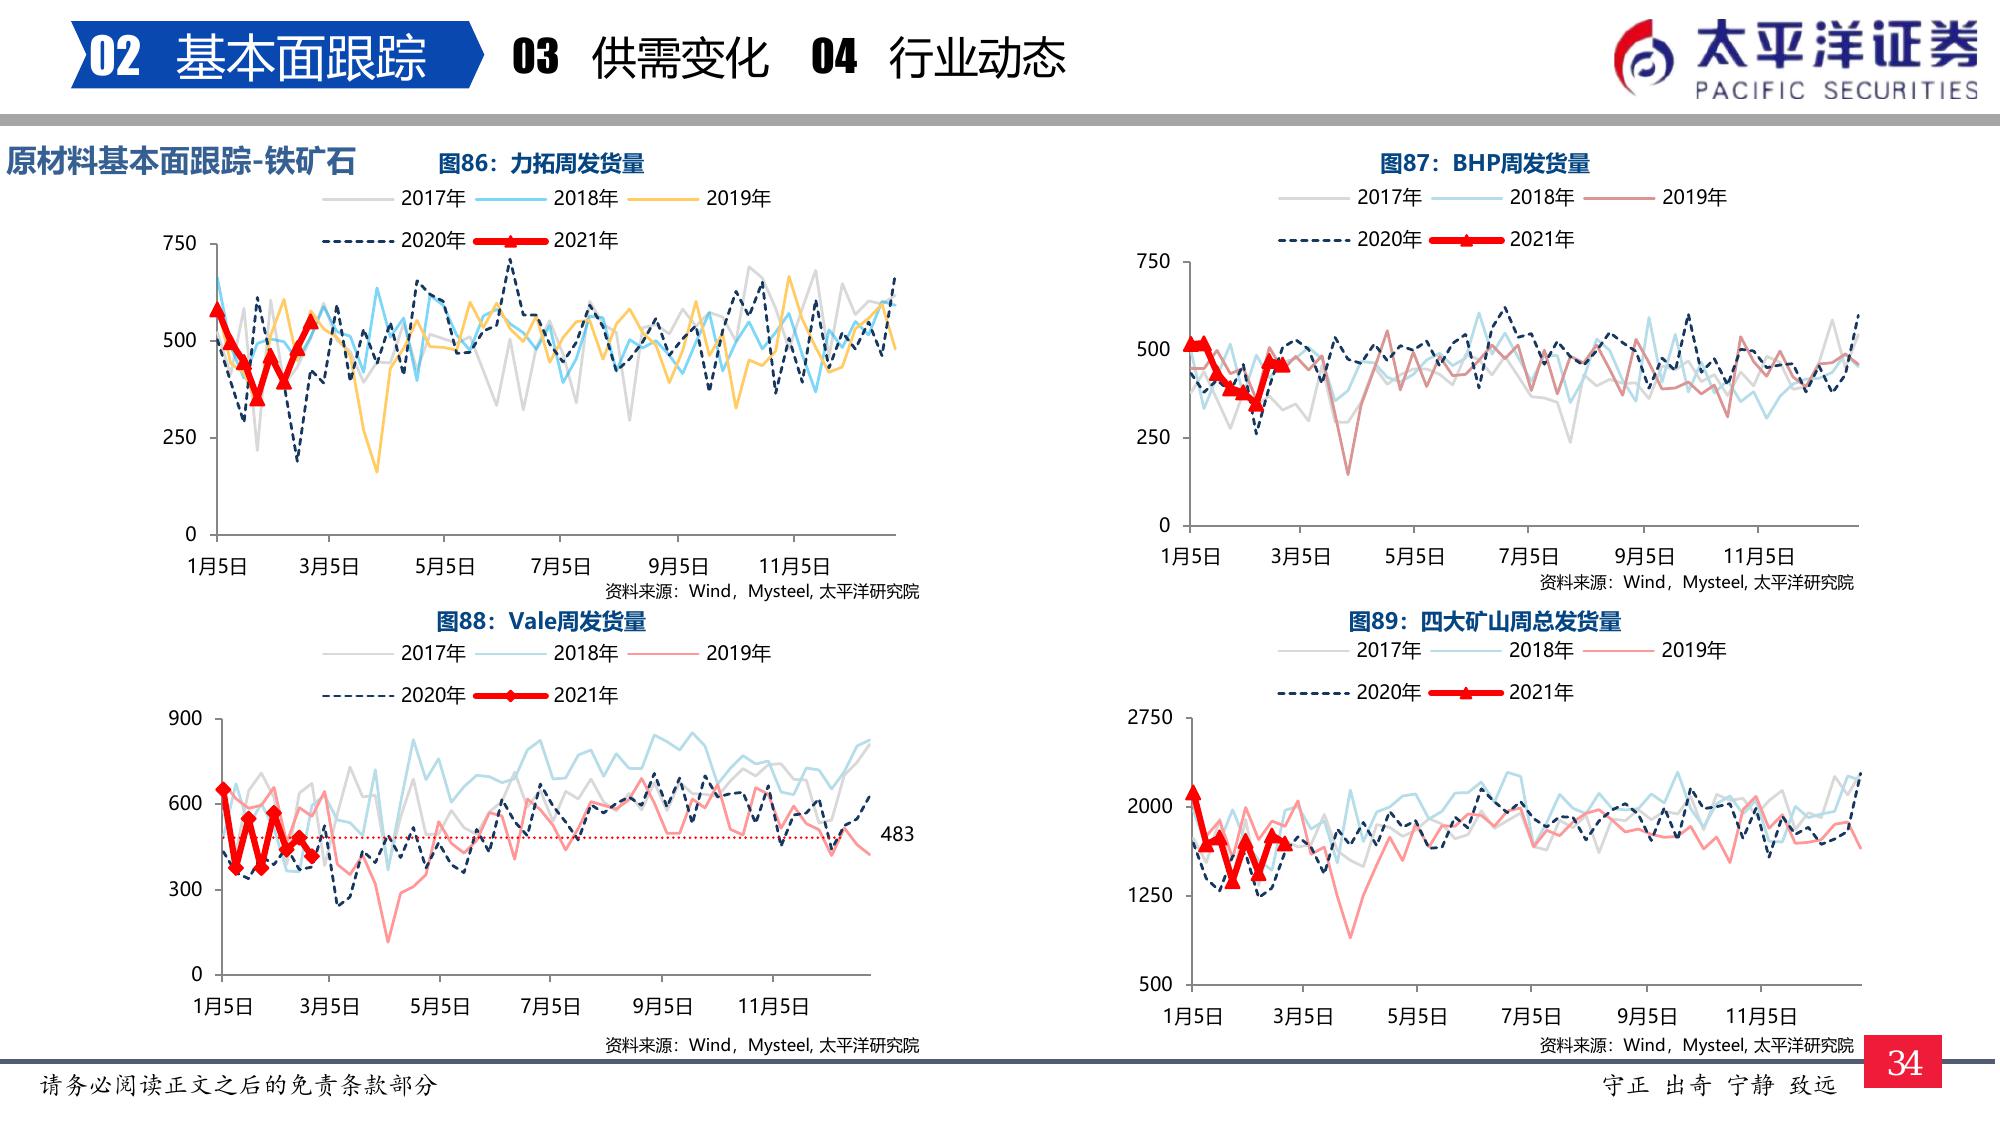 02 基本面跟踪 03 供需变化 04 行业动态
太平洋证券
PACIFIC SECURITIES
原材料基本面跟踪-铁矿石
图86：力拓周发货量
2017年 2018年 2019年
2020年 2021年
750
500
250
0
1月5日 3月5日 5月5日 7月5日 9月5日 11月5日
资料来源：Wind，Mysteel, 太平洋研究院
图87：BHP周发货量
2017年 2018年 2019年
2020年 2021年
750
500
250
0
1月5日 3月5日 5月5日 7月5日 9月5日 11月5日
资料来源：Wind，Mysteel, 太平洋研究院
图88：Vale周发货量
2017年 2018年 2019年
2020年 2021年
900
600
300
0
483
1月5日 3月5日 5月5日 7月5日 9月5日 11月5日
资料来源：Wind，Mysteel, 太平洋研究院
图89：四大矿山周总发货量
2017年 2018年 2019年
2020年 2021年
2750
2000
1250
500
1月5日 3月5日 5月5日 7月5日 9月5日 11月5日
资料来源：Wind，Mysteel, 太平洋研究院
34
请务必阅读正文之后的免责条款部分
守正 出奇 宁静 致远